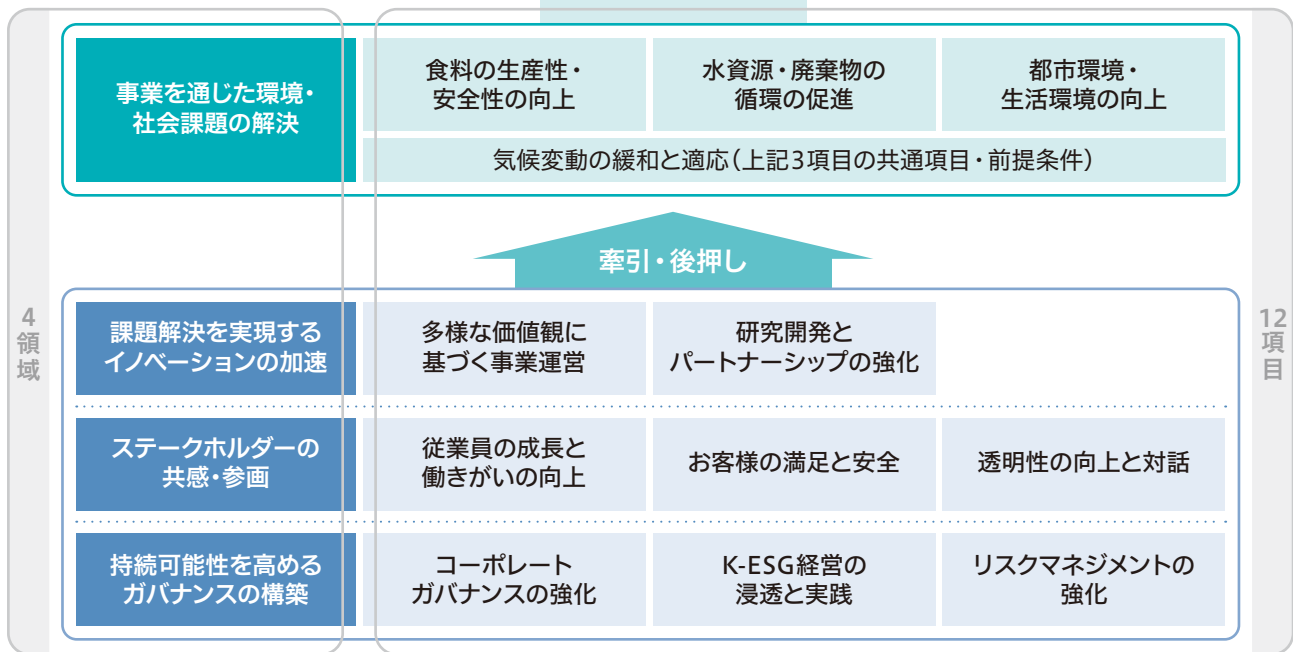 事業を通じた環境・
社会課題の解決
食料の生産性・
安全性の向上
水資源・廃棄物の
循環の促進
都市環境・
生活環境の向上
気候変動の緩和と適応（上記3項目の共通項目・前提条件）
牽引・後押し
4
領
域
12
項
目
課題解決を実現する
イノベーションの加速
多様な価値観に
基づく事業運営
研究開発と
パートナーシップの強化
ステークホルダーの
共感・参画
従業員の成長と
働きがいの向上
お客様の満足と安全
透明性の向上と対話
持続可能性を高める
ガバナンスの構築
コーポレート
ガバナンスの強化
K-ESG経営の
浸透と実践
リスクマネジメントの
強化